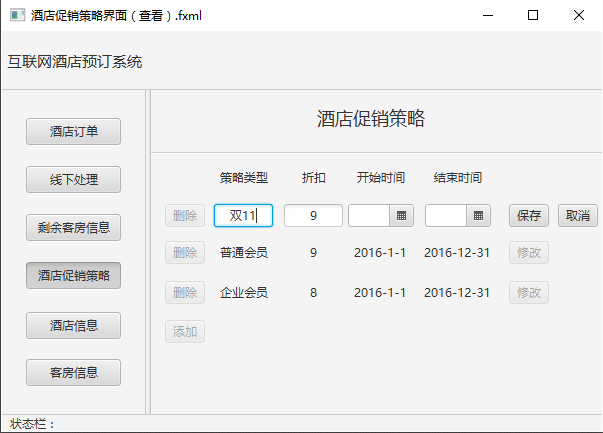 酒店促销策略界面（查看）.fxml
互联网酒店预订系统
酒店订单
线下处理
剩余客房信息
酒店促销策略
酒店信息
客房信息
酒店促销策略
策略类型 折扣 开始时间 结束时间
删除 双11 9 保存 取消
删除 普通会员 9 2016-1-1 2016-12-31 修改
删除 企业会员 8 2016-1-1 2016-12-31 修改
添加
状态栏：